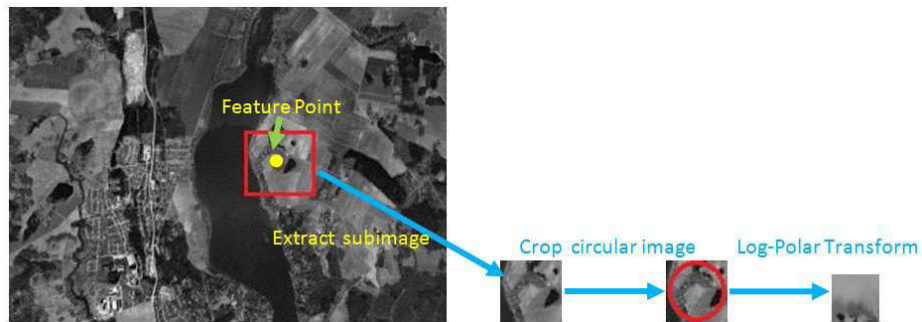 Feature Point
Extract subimage
Crop circular image
Log-Polar Transform